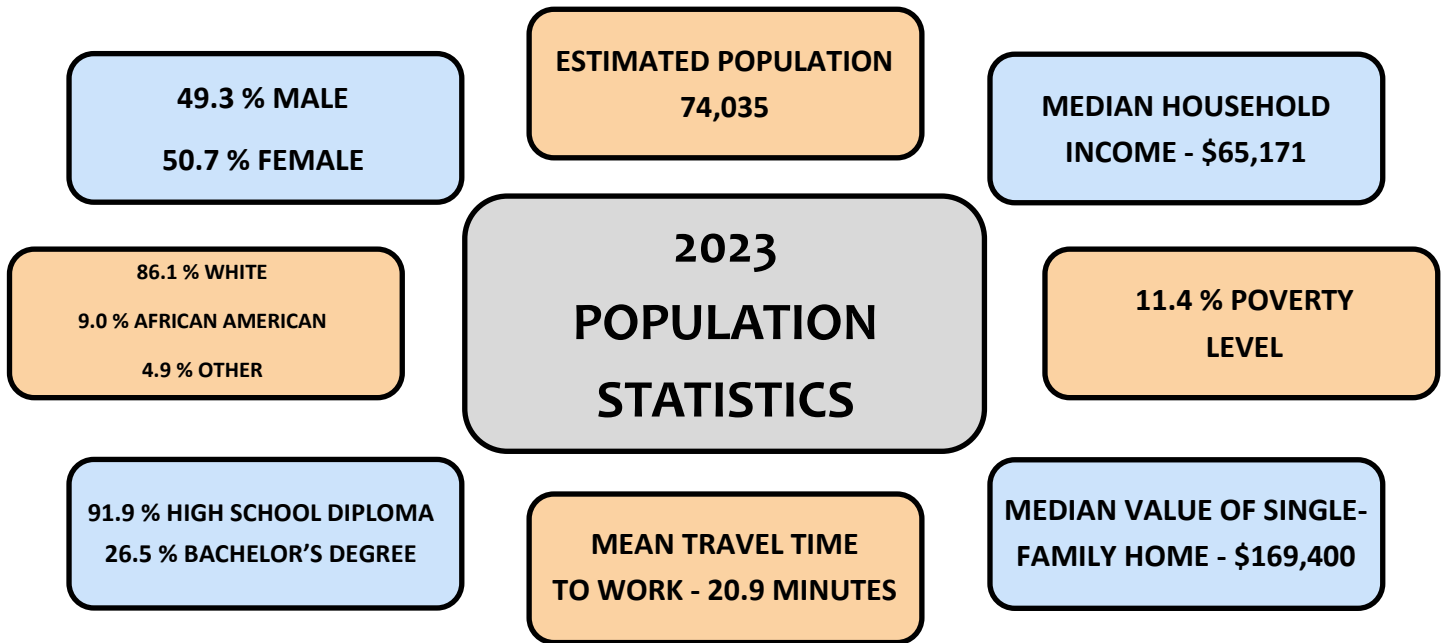 ESTIMATED POPULATION
74,035
49.3 % MALE
50.7 % FEMALE
MEDIAN HOUSEHOLD
INCOME - $65,171
2023
POPULATION
STATISTICS
86.1 % WHITE
9.0 % AFRICAN AMERICAN
4.9 % OTHER
11.4 % POVERTY
LEVEL
91.9 % HIGH SCHOOL DIPLOMA
26.5 % BACHELOR’S DEGREE
MEAN TRAVEL TIME
TO WORK - 20.9 MINUTES
MEDIAN VALUE OF SINGLE-
FAMILY HOME - $169,400